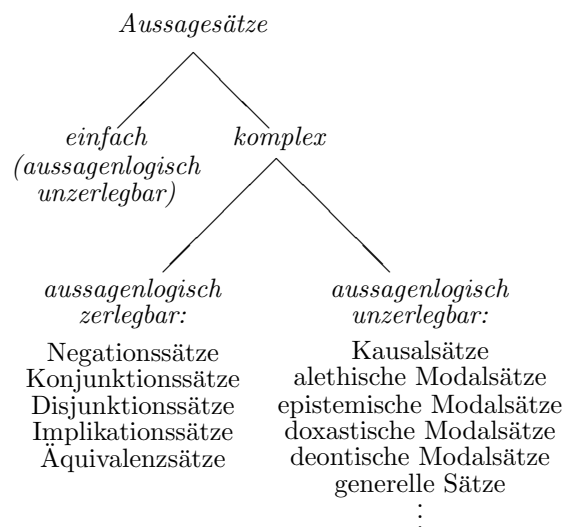 Aussagesätze
einfach
(aussagenlogisch
unzerlegbar)
komplex
aussagenlogisch
zerlegbar:
Negationssätze
Konjunktionssätze
Disjunktionssätze
Implikationssätze
Äquivalenzsätze
aussagenlogisch
unzerlegbar:
Kausalsätze
alethische Modalsätze
epistemische Modalsätze
doxastische Modalsätze
deontische Modalsätze
generelle Sätze
⋮